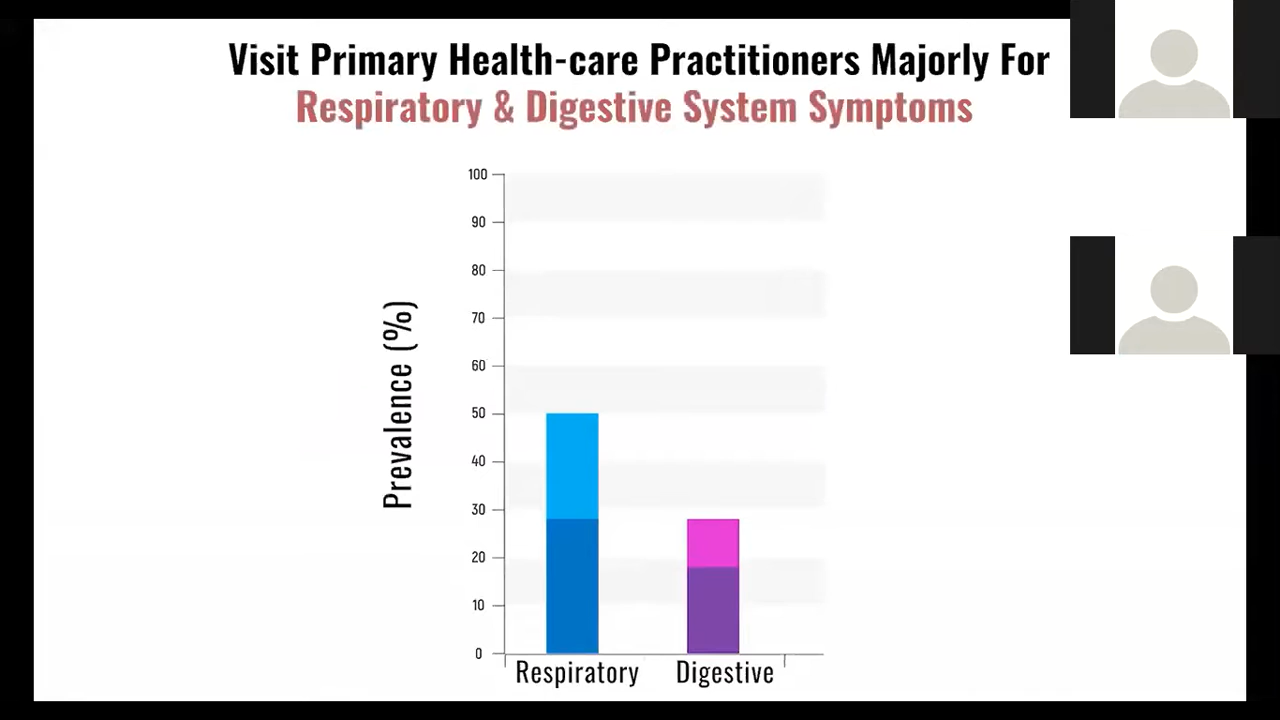 Visit Primary Health-care Practitioners Majorly For
Respiratory & Digestive System Symptoms
Prevalence (%)
100
90
80
70
60
50
40
30
20
10
0
Respiratory
Digestive